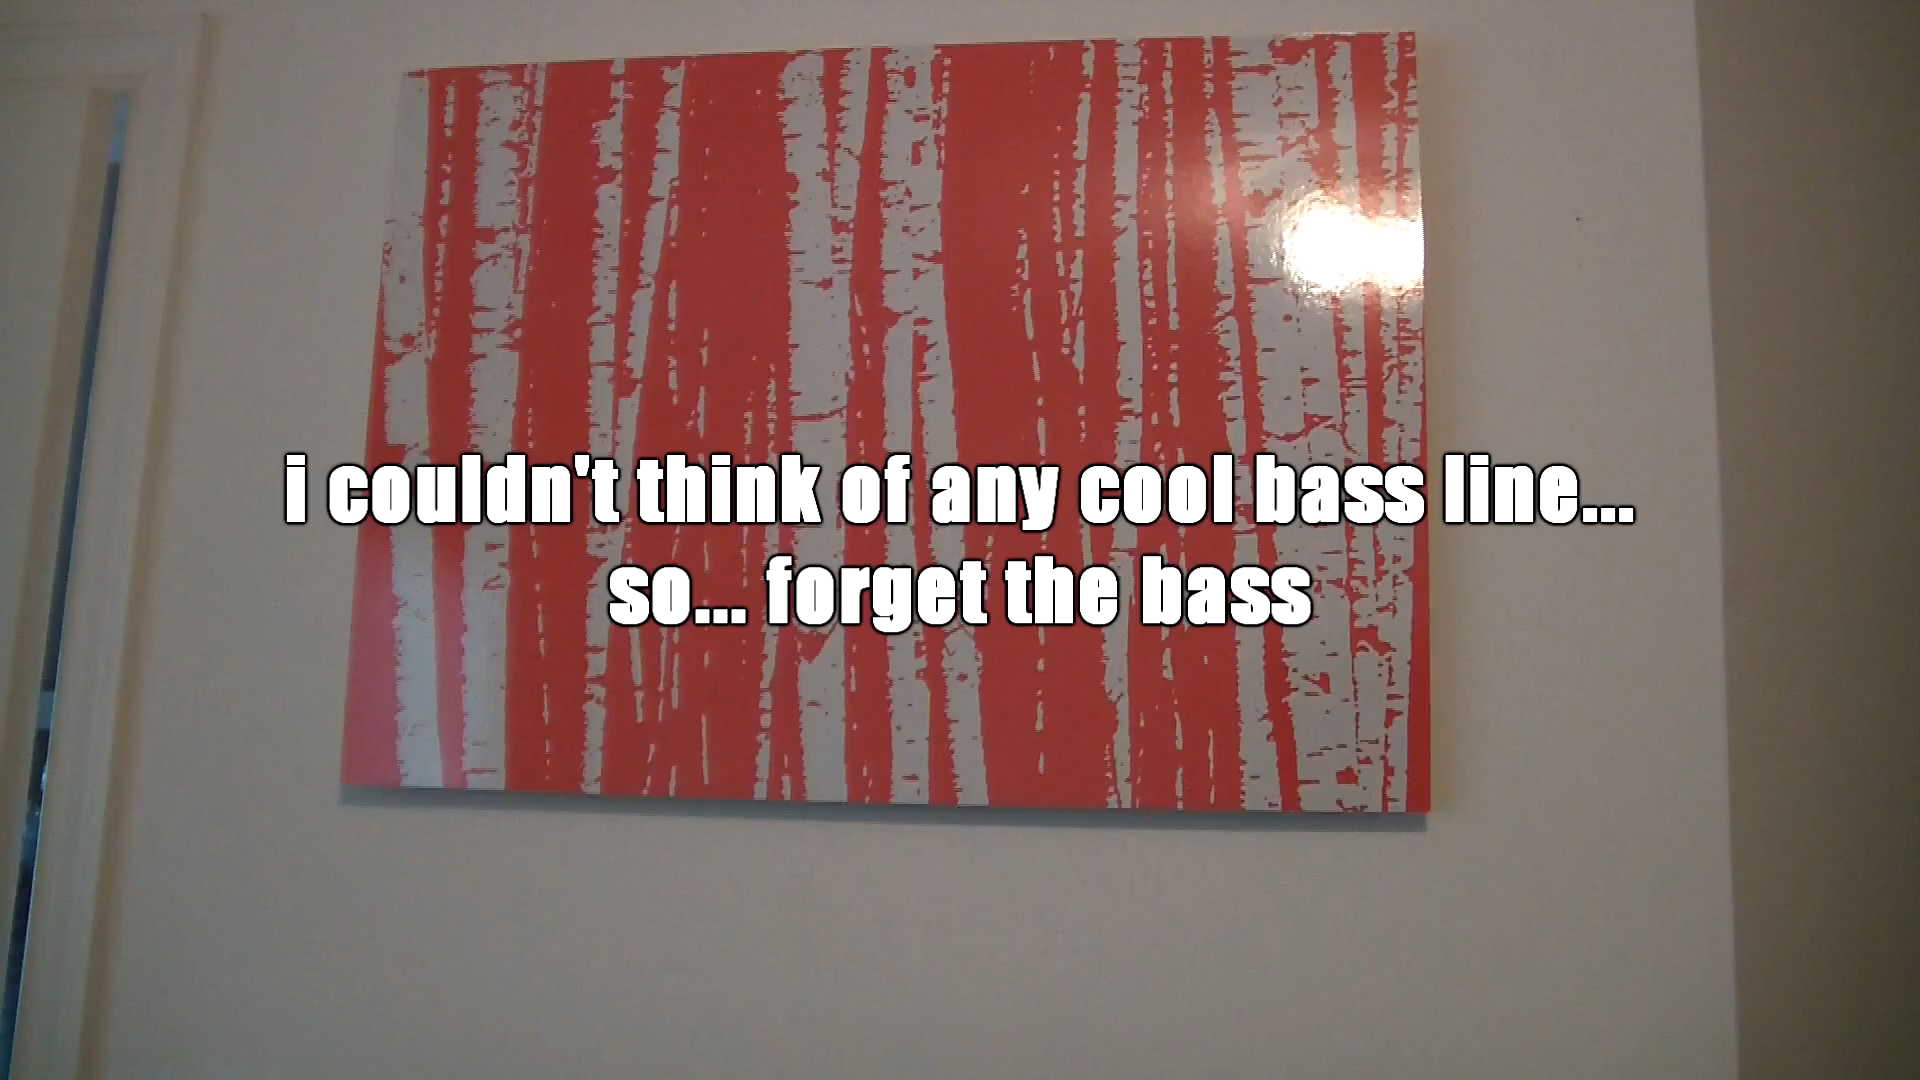 i couldn't think of any cool bass line...
so... forget the bass